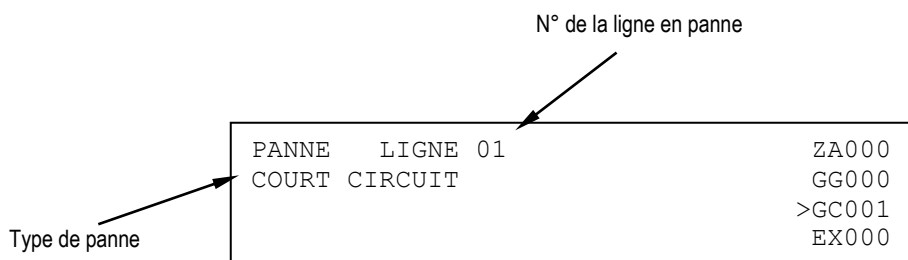 N° de la ligne en panne
PANNE LIGNE 01 ZA000
COURT CIRCUIT GG000
>GC001
Type de panne
EX000